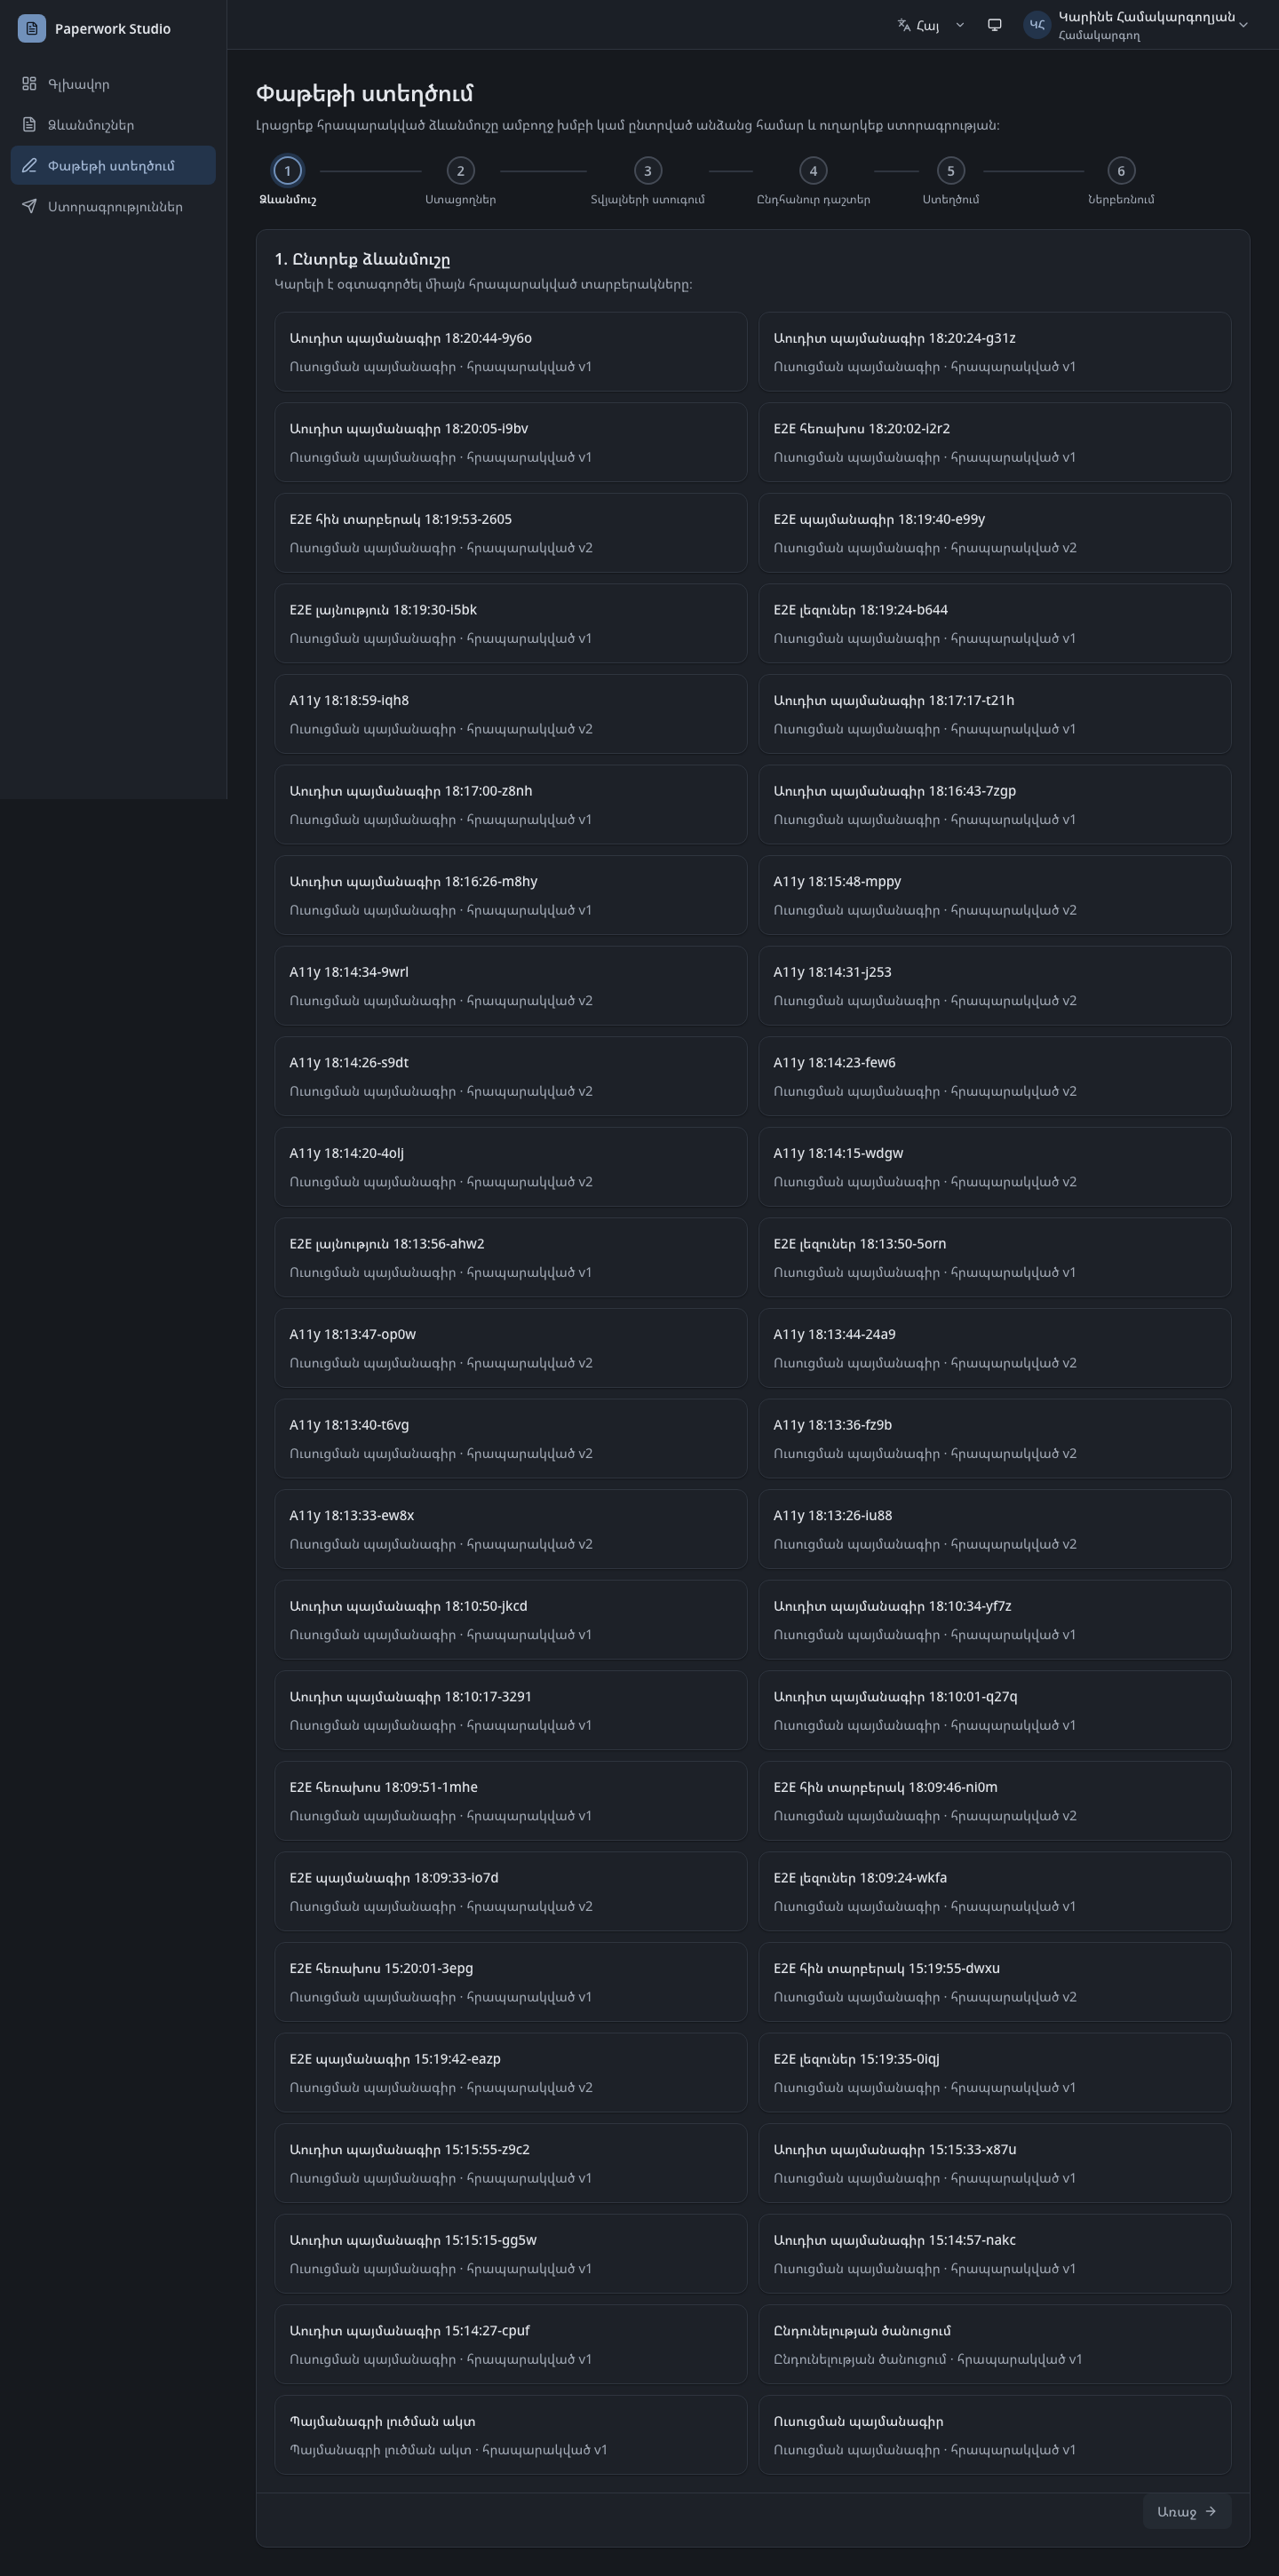 Paperwork Studio
Հայ
ԿՀ
Կարինե Համակարգողյան
Համակարգող
Գլխավոր
Ձևանմուշներ
Փաթեթի ստեղծում
Ստորագրություններ
Փաթեթի ստեղծում
Լրացրեք հրապարակված ձևանմուշը ամբողջ խմբի կամ ընտրված անձանց համար և ուղարկեք ստորագրության։
1 2 3 4 5 6
Ձևանմուշ Ստացողներ Տվյալների ստուգում Ընդհանուր դաշտեր Ստեղծում Ներբեռնում
1. Ընտրեք ձևանմուշը
Կարելի է օգտագործել միայն հրապարակված տարբերակները։
Աուդիտ պայմանագիր 18:20:44-9y6o
Ուսուցման պայմանագիր · հրապարակված v1
Աուդիտ պայմանագիր 18:20:24-g31z
Ուսուցման պայմանագիր · հրապարակված v1
Աուդիտ պայմանագիր 18:20:05-i9bv
Ուսուցման պայմանագիր · հրապարակված v1
E2E հեռախոս 18:20:02-i2r2
Ուսուցման պայմանագիր · հրապարակված v1
E2E հին տարբերակ 18:19:53-2605
Ուսուցման պայմանագիր · հրապարակված v2
E2E պայմանագիր 18:19:40-e99y
Ուսուցման պայմանագիր · հրապարակված v2
E2E լայնություն 18:19:30-i5bk
Ուսուցման պայմանագիր · հրապարակված v1
E2E լեզուներ 18:19:24-b644
Ուսուցման պայմանագիր · հրապարակված v1
A11y 18:18:59-iqh8
Ուսուցման պայմանագիր · հրապարակված v2
Աուդիտ պայմանագիր 18:17:17-t21h
Ուսուցման պայմանագիր · հրապարակված v1
Աուդիտ պայմանագիր 18:17:00-z8nh
Ուսուցման պայմանագիր · հրապարակված v1
Աուդիտ պայմանագիր 18:16:43-7zgp
Ուսուցման պայմանագիր · հրապարակված v1
Աուդիտ պայմանագիր 18:16:26-m8hy
Ուսուցման պայմանագիր · հրապարակված v1
A11y 18:15:48-mppy
Ուսուցման պայմանագիր · հրապարակված v2
A11y 18:14:34-9wrl
Ուսուցման պայմանագիր · հրապարակված v2
A11y 18:14:31-j253
Ուսուցման պայմանագիր · հրապարակված v2
A11y 18:14:26-s9dt
Ուսուցման պայմանագիր · հրապարակված v2
A11y 18:14:23-few6
Ուսուցման պայմանագիր · հրապարակված v2
A11y 18:14:20-4olj
Ուսուցման պայմանագիր · հրապարակված v2
A11y 18:14:15-wdgw
Ուսուցման պայմանագիր · հրապարակված v2
E2E լայնություն 18:13:56-ahw2
Ուսուցման պայմանագիր · հրապարակված v1
E2E լեզուներ 18:13:50-5orn
Ուսուցման պայմանագիր · հրապարակված v1
A11y 18:13:47-op0w
Ուսուցման պայմանագիր · հրապարակված v2
A11y 18:13:44-24a9
Ուսուցման պայմանագիր · հրապարակված v2
A11y 18:13:40-t6vg
Ուսուցման պայմանագիր · հրապարակված v2
A11y 18:13:36-fz9b
Ուսուցման պայմանագիր · հրապարակված v2
A11y 18:13:33-ew8x
Ուսուցման պայմանագիր · հրապարակված v2
A11y 18:13:26-iu88
Ուսուցման պայմանագիր · հրապարակված v2
Աուդիտ պայմանագիր 18:10:50-jkcd
Ուսուցման պայմանագիր · հրապարակված v1
Աուդիտ պայմանագիր 18:10:34-yf7z
Ուսուցման պայմանագիր · հրապարակված v1
Աուդիտ պայմանագիր 18:10:17-3291
Ուսուցման պայմանագիր · հրապարակված v1
Աուդիտ պայմանագիր 18:10:01-q27q
Ուսուցման պայմանագիր · հրապարակված v1
E2E հեռախոս 18:09:51-1mhe
Ուսուցման պայմանագիր · հրապարակված v1
E2E հին տարբերակ 18:09:46-ni0m
Ուսուցման պայմանագիր · հրապարակված v2
E2E պայմանագիր 18:09:33-io7d
Ուսուցման պայմանագիր · հրապարակված v2
E2E լեզուներ 18:09:24-wkfa
Ուսուցման պայմանագիր · հրապարակված v1
E2E հեռախոս 15:20:01-3epg
Ուսուցման պայմանագիր · հրապարակված v1
E2E հին տարբերակ 15:19:55-dwxu
Ուսուցման պայմանագիր · հրապարակված v2
E2E պայմանագիր 15:19:42-eazp
Ուսուցման պայմանագիր · հրապարակված v2
E2E լեզուներ 15:19:35-0iqj
Ուսուցման պայմանագիր · հրապարակված v1
Աուդիտ պայմանագիր 15:15:55-z9c2
Ուսուցման պայմանագիր · հրապարակված v1
Աուդիտ պայմանագիր 15:15:33-x87u
Ուսուցման պայմանագիր · հրապարակված v1
Աուդիտ պայմանագիր 15:15:15-gg5w
Ուսուցման պայմանագիր · հրապարակված v1
Աուդիտ պայմանագիր 15:14:57-nakc
Ուսուցման պայմանագիր · հրապարակված v1
Աուդիտ պայմանագիր 15:14:27-cpuf
Ուսուցման պայմանագիր · հրապարակված v1
Ընդունելության ծանուցում
Ընդունելության ծանուցում · հրապարակված v1
Պայմանագրի լուծման ակտ
Պայմանագրի լուծման ակտ · հրապարակված v1
Ուսուցման պայմանագիր
Ուսուցման պայմանագիր · հրապարակված v1
Առաջ